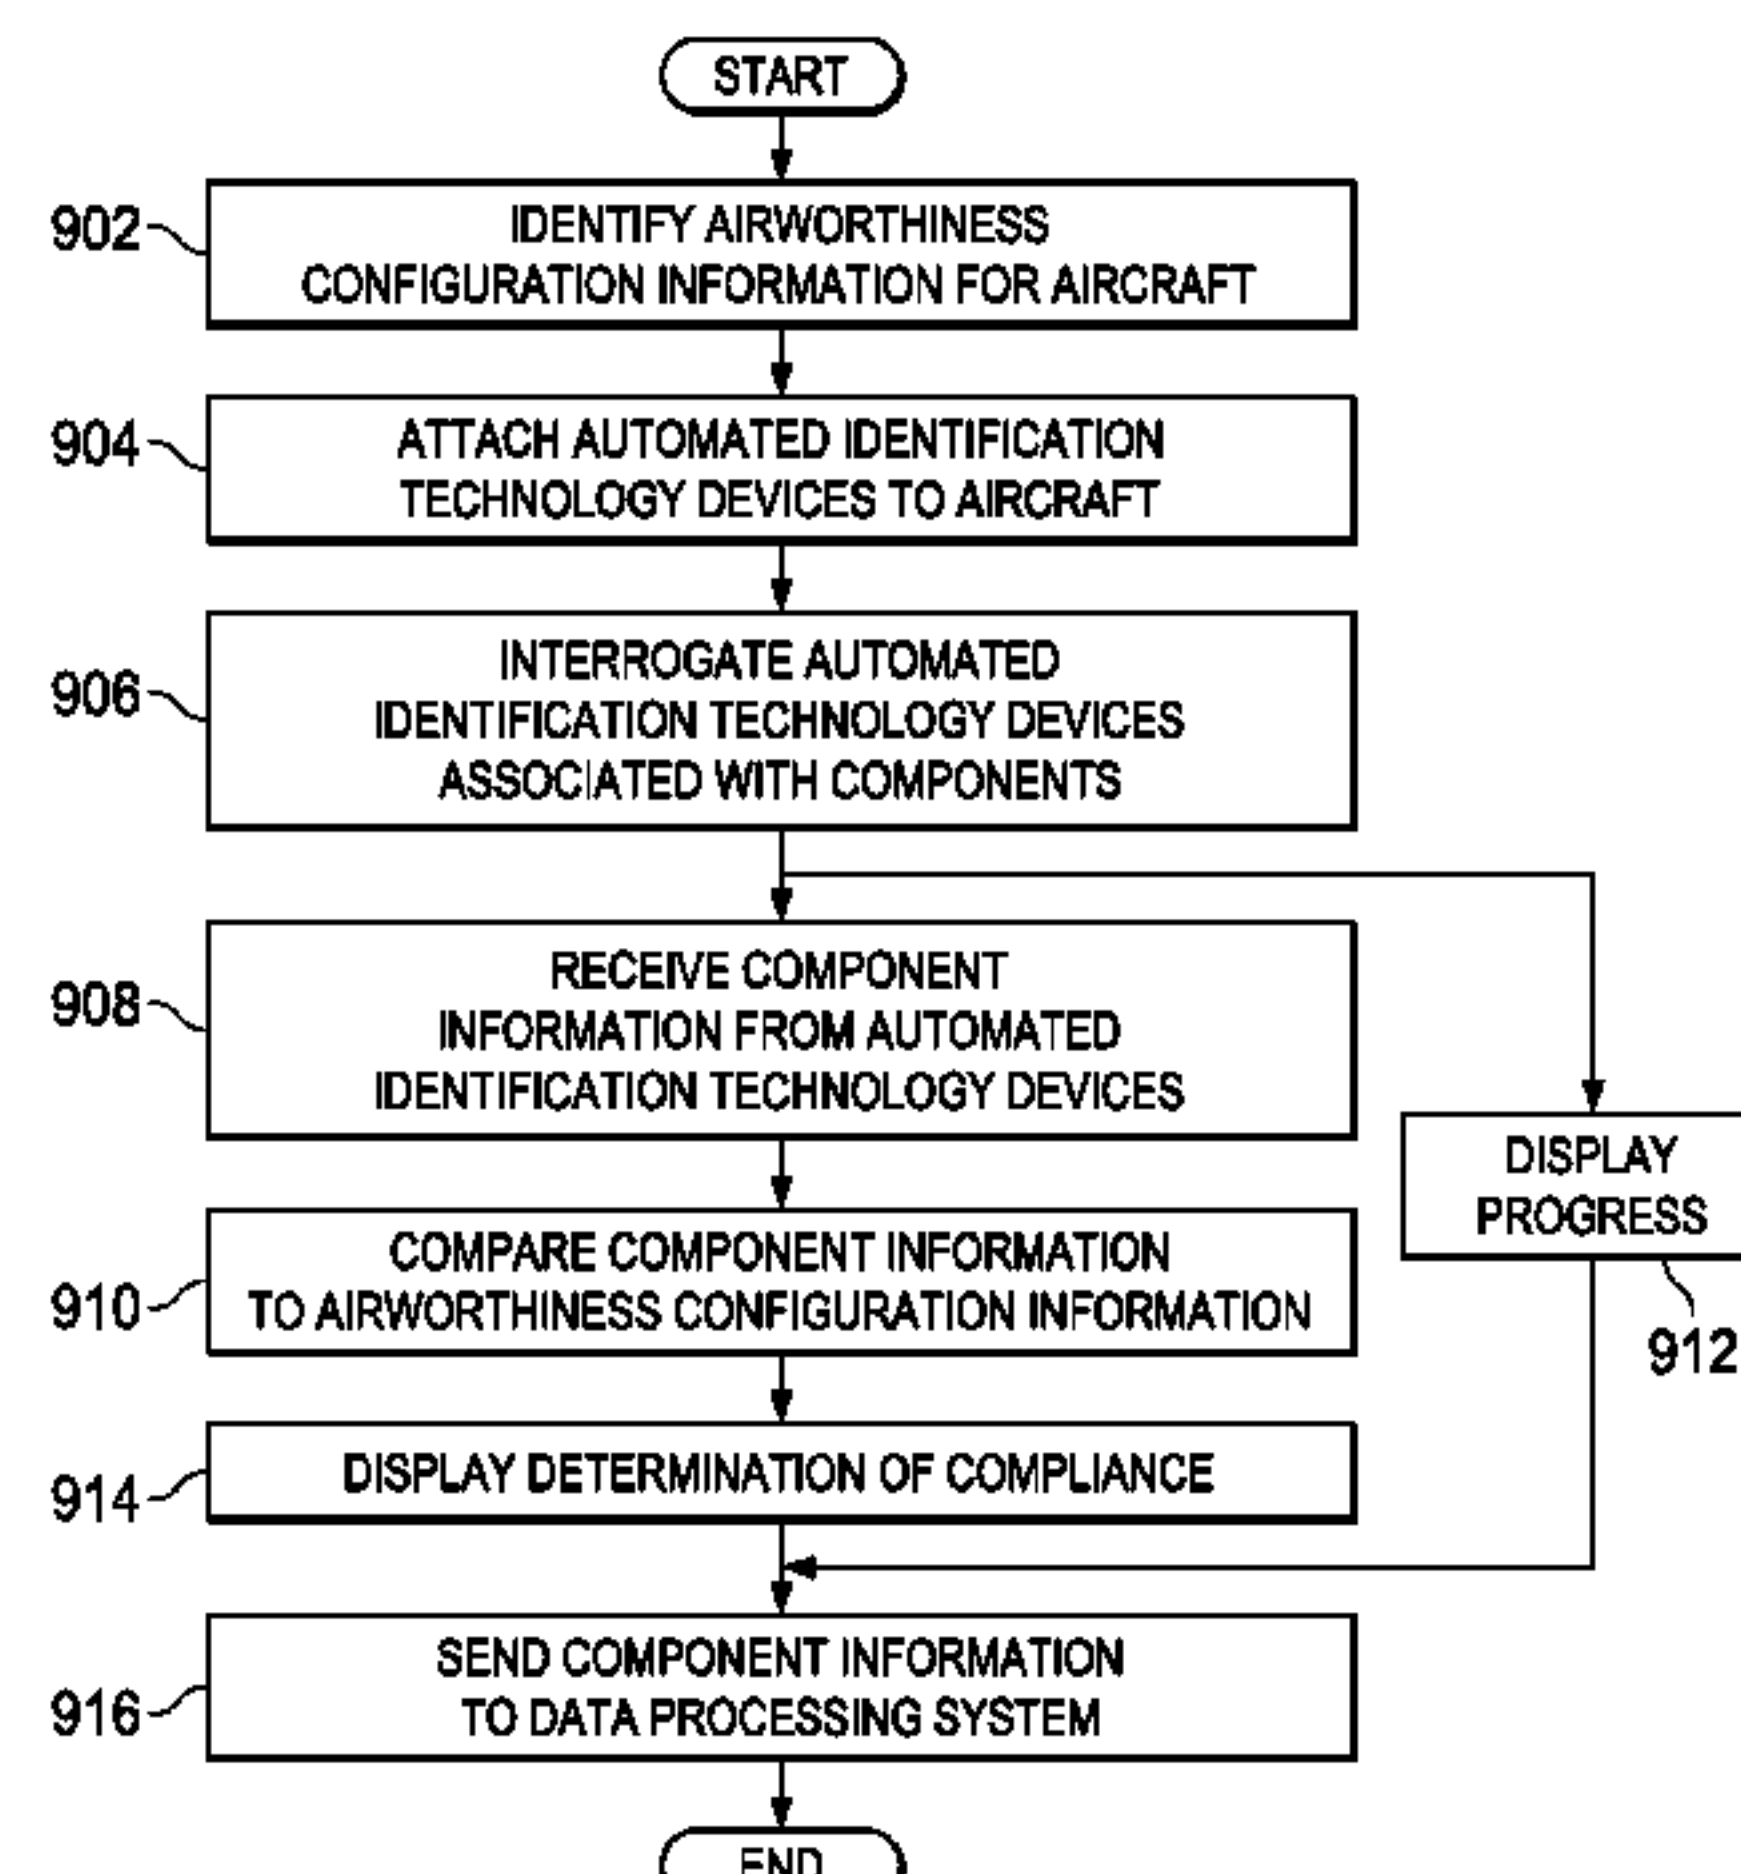 START
902
IDENTIFY AIRWORTHINESS
CONFIGURATION INFORMATION FOR AIRCRAFT
904
ATTACH AUTOMATED IDENTIFICATION
TECHNOLOGY DEVICES TO AIRCRAFT
906
INTERROGATE AUTOMATED
IDENTIFICATION TECHNOLOGY DEVICES
ASSOCIATED WITH COMPONENTS
908
RECEIVE COMPONENT
INFORMATION FROM AUTOMATED
IDENTIFICATION TECHNOLOGY DEVICES
DISPLAY
PROGRESS
912
910
COMPARE COMPONENT INFORMATION
TO AIRWORTHINESS CONFIGURATION INFORMATION
914
DISPLAY DETERMINATION OF COMPLIANCE
916
SEND COMPONENT INFORMATION
TO DATA PROCESSING SYSTEM
END